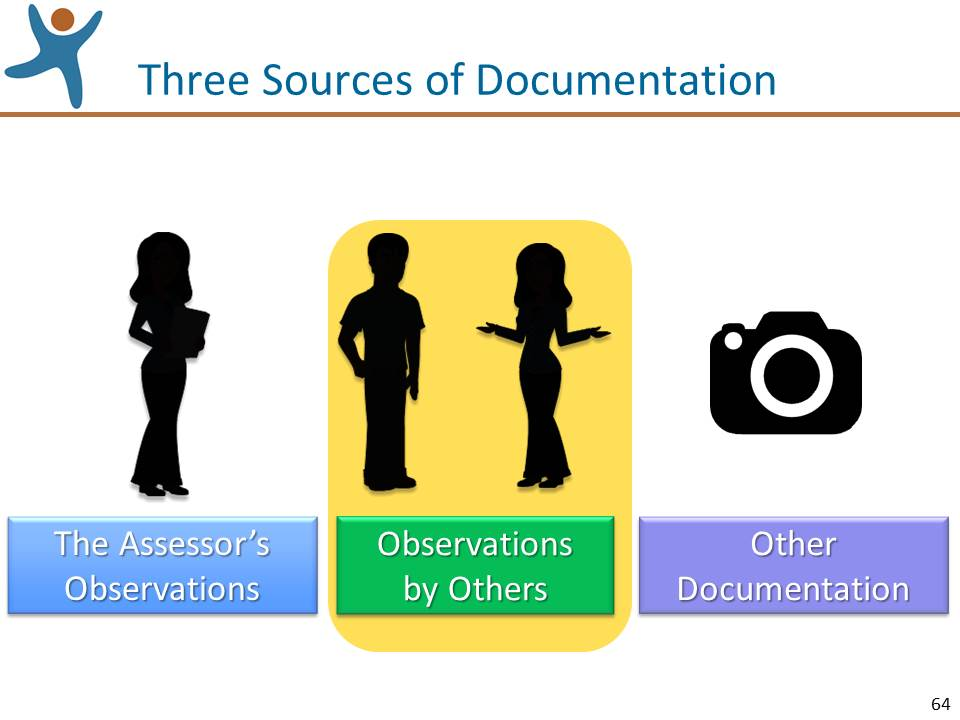 Three Sources of Documentation
The Assessor’s
Observations
Observations
by Others
Other
Documentation
64